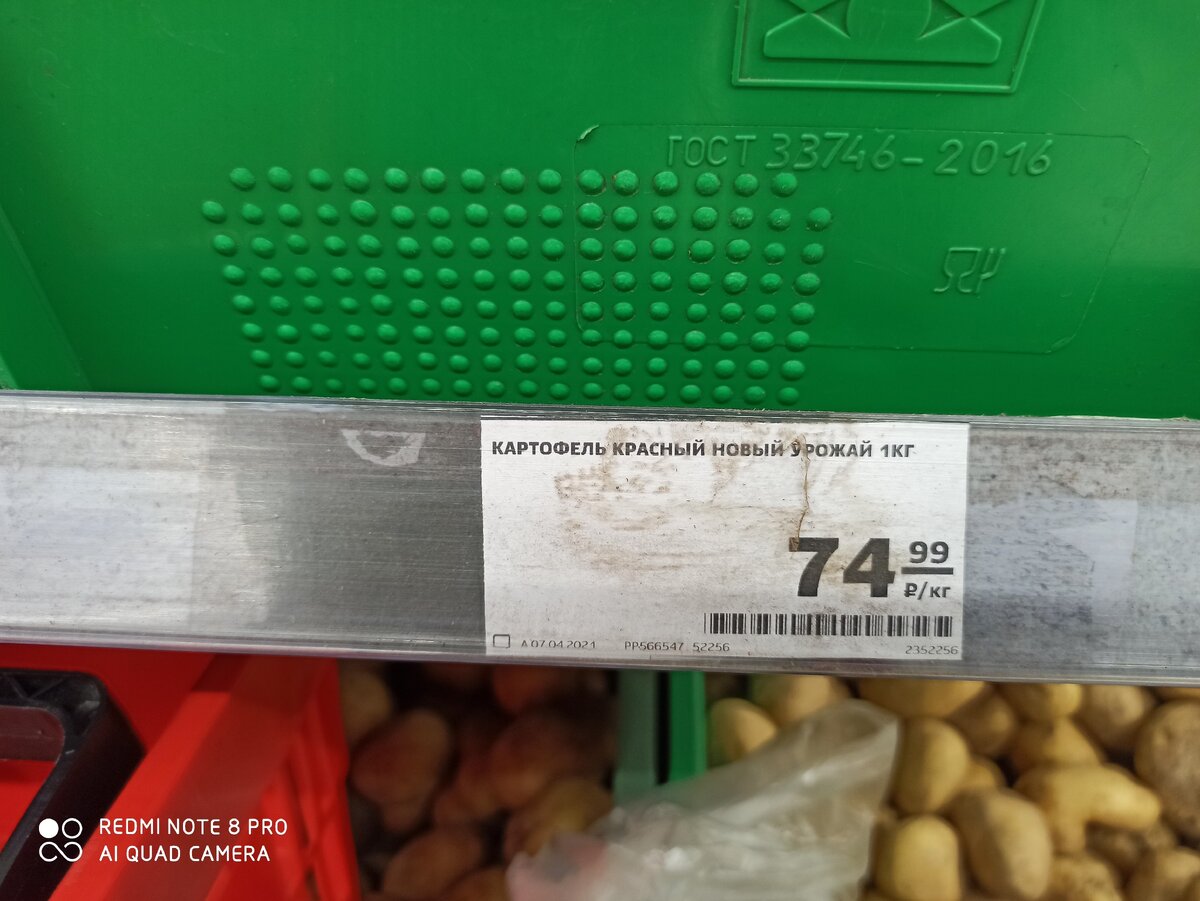 ГОСТ 33746-2016
КАРТОФЕЛЬ КРАСНЫЙ НОВЫЙ УРОЖАЙ 1КГ
74 99
₽/кг
А 07.04.2021 РР566547 52256
2352256
REDMI NOTE 8 PRO
AI QUAD CAMERA